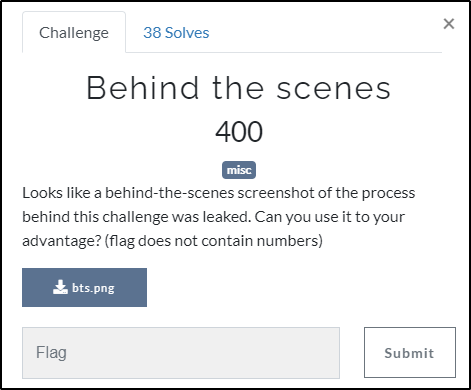 Challenge
38 Solves
×
Behind the scenes
400
misc
Looks like a behind-the-scenes screenshot of the process
behind this challenge was leaked. Can you use it to your
advantage? (flag does not contain numbers)
bts.png
Flag
Submit